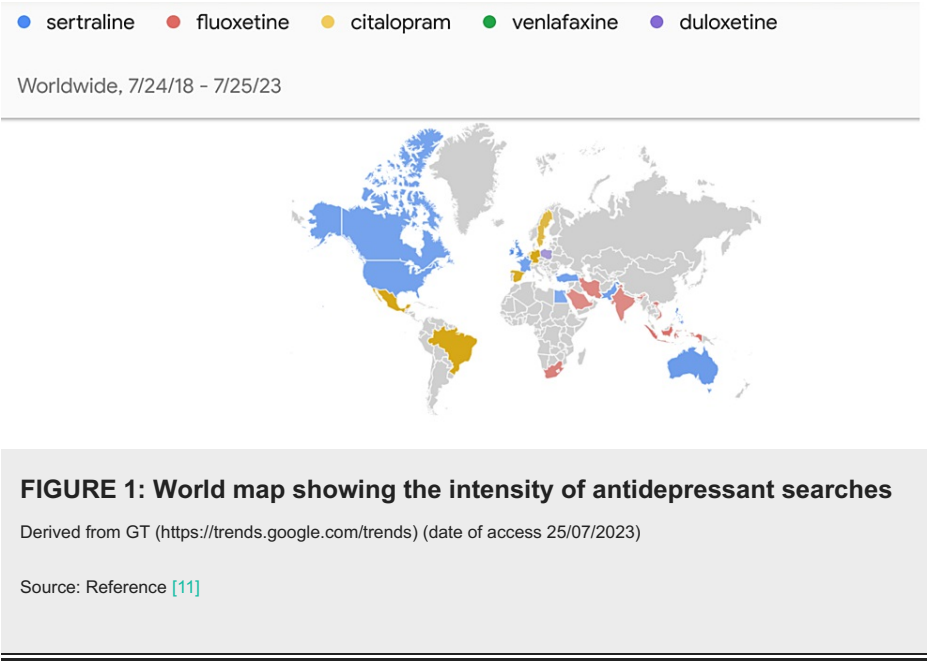 sertraline fluoxetine citalopram venlafaxine duloxetine
Worldwide, 7/24/18 - 7/25/23
FIGURE 1: World map showing the intensity of antidepressant searches
Derived from GT (https://trends.google.com/trends) (date of access 25/07/2023)
Source: Reference [11]